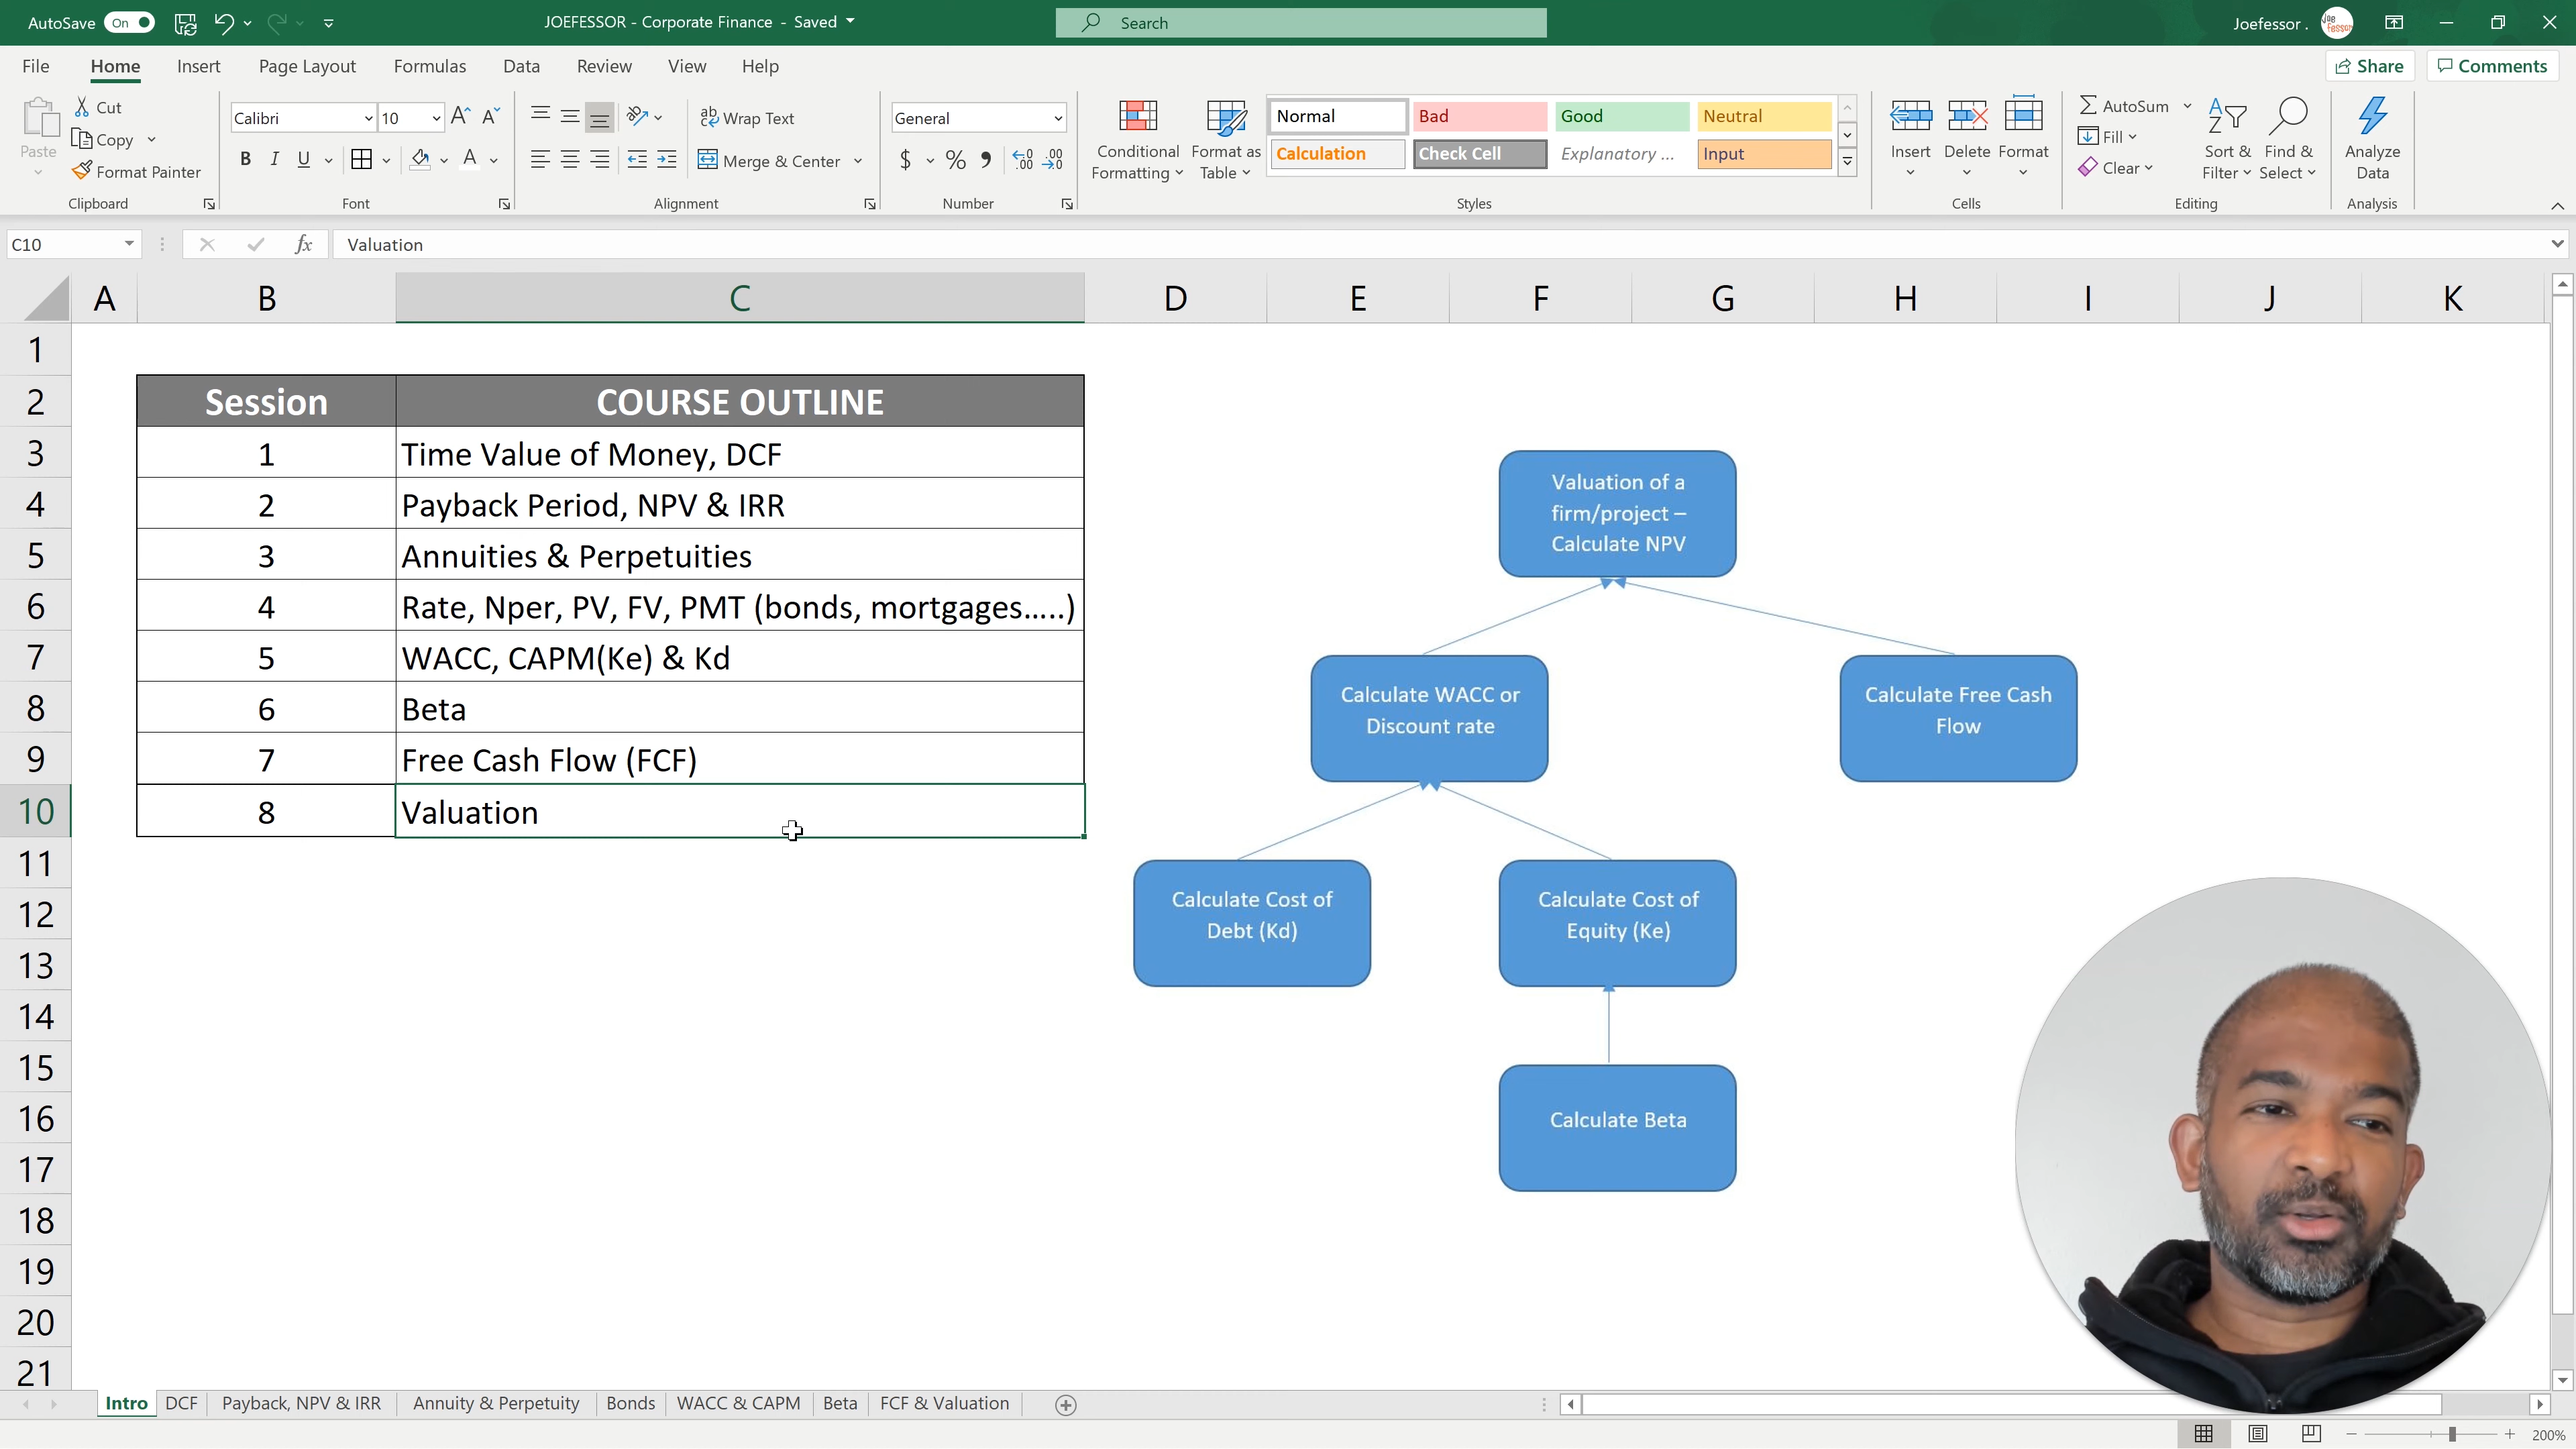 AutoSave On JOEFESSOR - Corporate Finance - Saved Search Joefessor .
File Home Insert Page Layout Formulas Data Review View Help Share Comments
Paste
Cut
Copy
Format Painter
Clipboard
Calibri 10
B I U A
Font
Wrap Text
Merge & Center
Alignment
General
$ %
Number
Conditional
Formatting
Format as
Table
Normal Bad Good Neutral
Calculation Check Cell Explanatory ... Input
Styles
Insert Delete Format
Cells
AutoSum
Fill
Clear
Sort &
Filter
Find &
Select
Editing
Analyze
Data
Analysis
C10 fx Valuation
A B C D E F G H I J K
1
2 Session COURSE OUTLINE
3 1 Time Value of Money, DCF
4 2 Payback Period, NPV & IRR
5 3 Annuities & Perpetuities
6 4 Rate, Nper, PV, FV, PMT (bonds, mortgages.....)
7 5 WACC, CAPM(Ke) & Kd
8 6 Beta
9 7 Free Cash Flow (FCF)
10 8 Valuation
11
12
13
14
15
16
17
18
19
20
21
Valuation of a
firm/project –
Calculate NPV
Calculate WACC or
Discount rate
Calculate Free Cash
Flow
Calculate Cost of
Debt (Kd)
Calculate Cost of
Equity (Ke)
Calculate Beta
Intro DCF Payback, NPV & IRR Annuity & Perpetuity Bonds WACC & CAPM Beta FCF & Valuation
200%